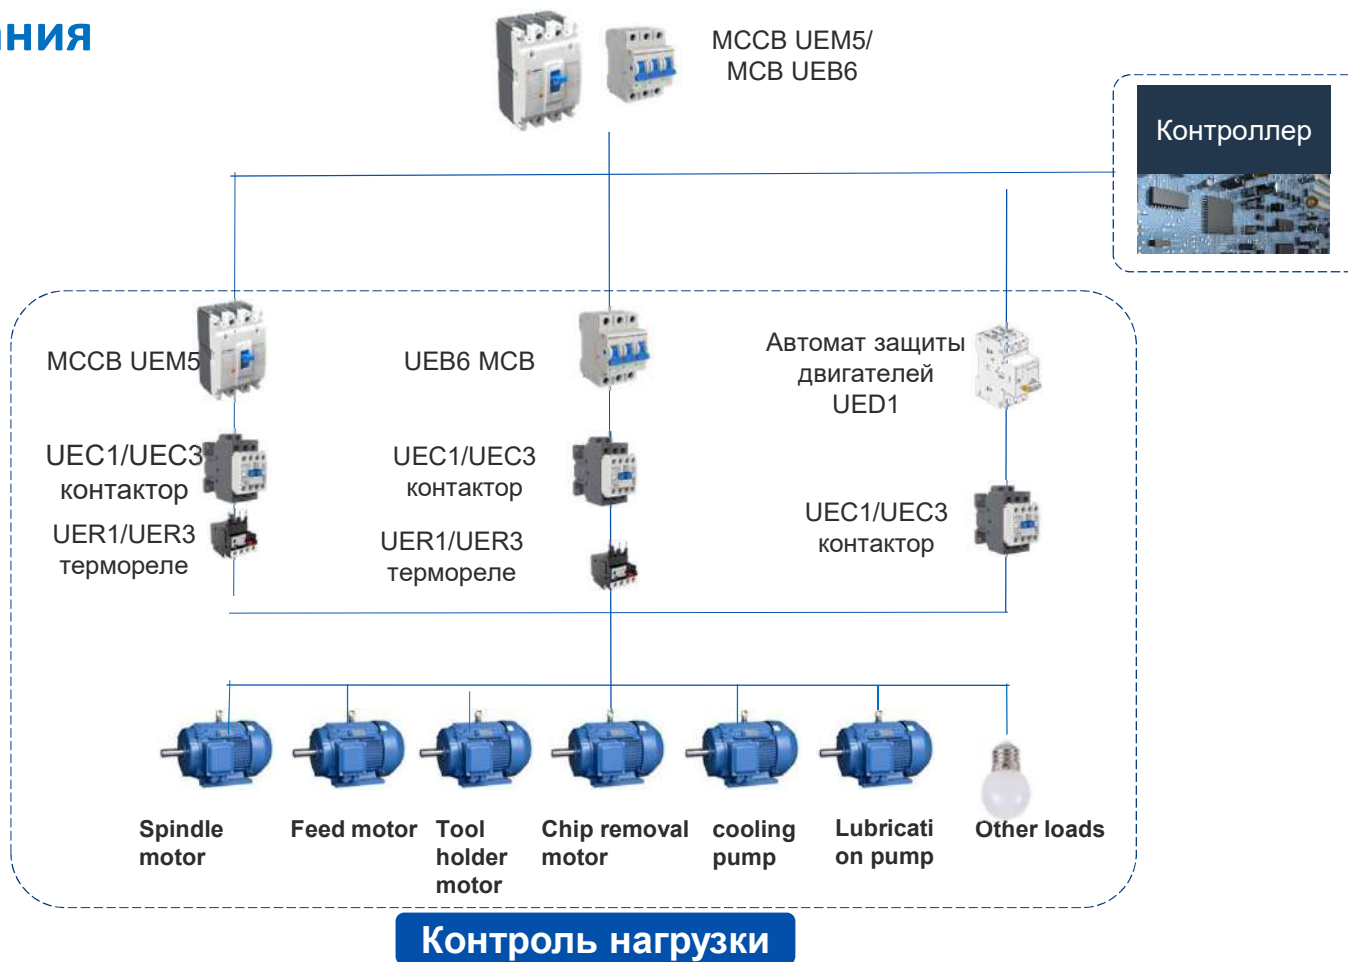 ания
MCCB UEM5/
MCB UEB6
Контроллер
MCCB UEM5
UEB6 MCB
Автомат защиты
двигателей
UED1
UEC1/UEC3
контактор
UEC1/UEC3
контактор
UEC1/UEC3
контактор
UER1/UER3
термореле
UER1/UER3
термореле
Spindle
motor
Feed motor
Tool
holder
motor
Chip removal
motor
cooling
pump
Lubricati
on pump
Other loads
Контроль нагрузки